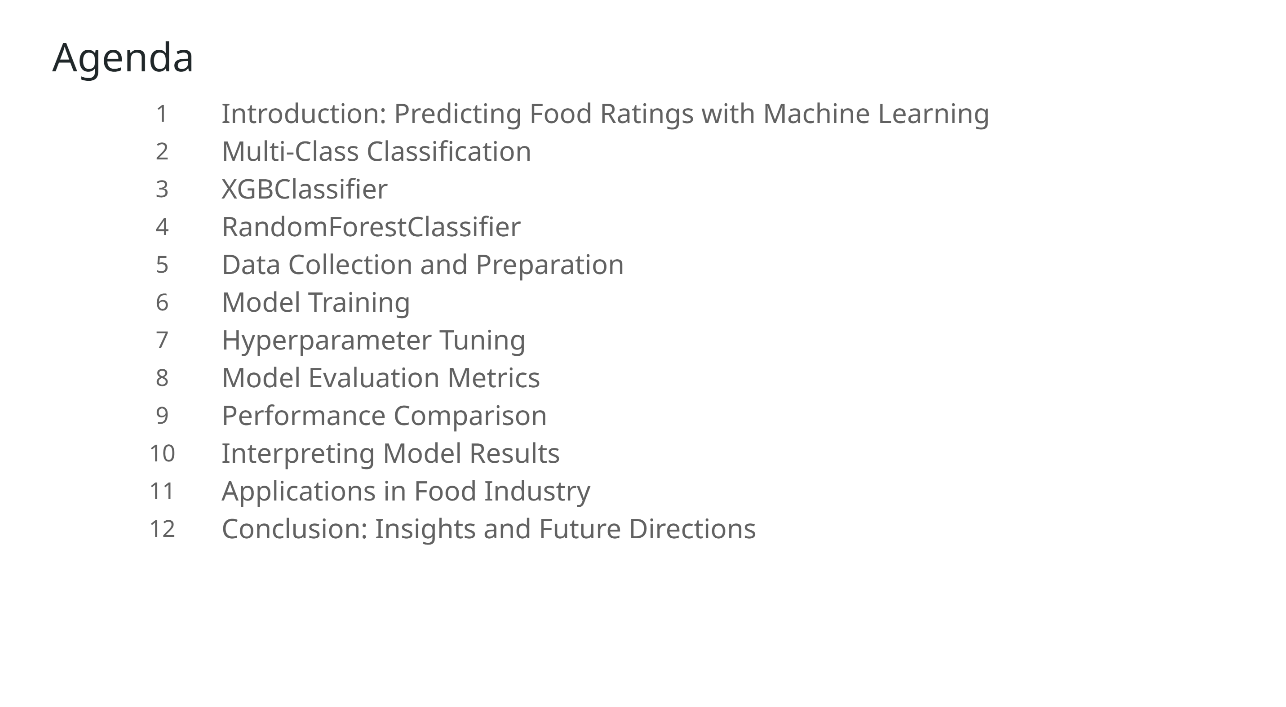 Agenda
1 Introduction: Predicting Food Ratings with Machine Learning
2 Multi-Class Classification
3 XGBClassifier
4 RandomForestClassifier
5 Data Collection and Preparation
6 Model Training
7 Hyperparameter Tuning
8 Model Evaluation Metrics
9 Performance Comparison
10 Interpreting Model Results
11 Applications in Food Industry
12 Conclusion: Insights and Future Directions